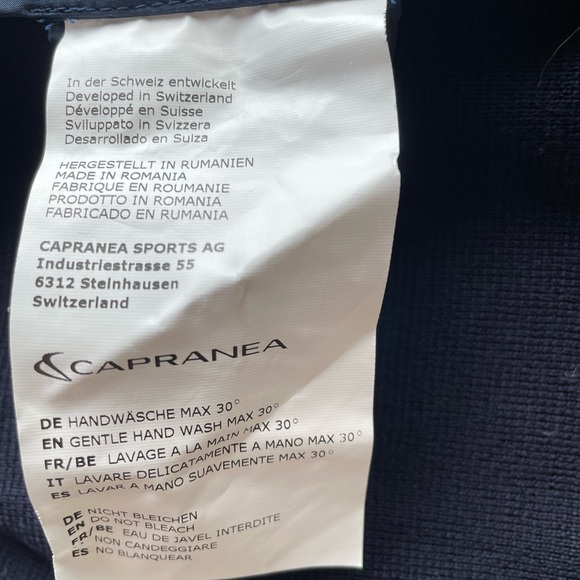 In der Schweiz entwickelt
Developed in Switzerland
Développé en Suisse
Sviluppato in Svizzera
Desarrollado en Suiza
HERGESTELLT IN RUMANIEN
MADE IN ROMANIA
FABRIQUE EN ROUMANIE
PRODOTTO IN ROMANIA
FABRICADO EN RUMANIA
CAPRANEA SPORTS AG
Industriestrasse 55
6312 Steinhausen
Switzerland
CAPRANEA
DE HANDWÄSCHE MAX 30°
EN GENTLE HAND WASH MAX 30°
FR/BE LAVAGE A LA MAIN MAX 30°
IT LAVARE DELICATAMENTE A MANO MAX 30°
ES LAVAR A MANO SUAVEMENTE MAX 30°
DE NICHT BLEICHEN
EN DO NOT BLEACH
FR/BE EAU DE JAVEL INTERDITE
IT NON CANDEGGIARE
ES NO BLANQUEAR